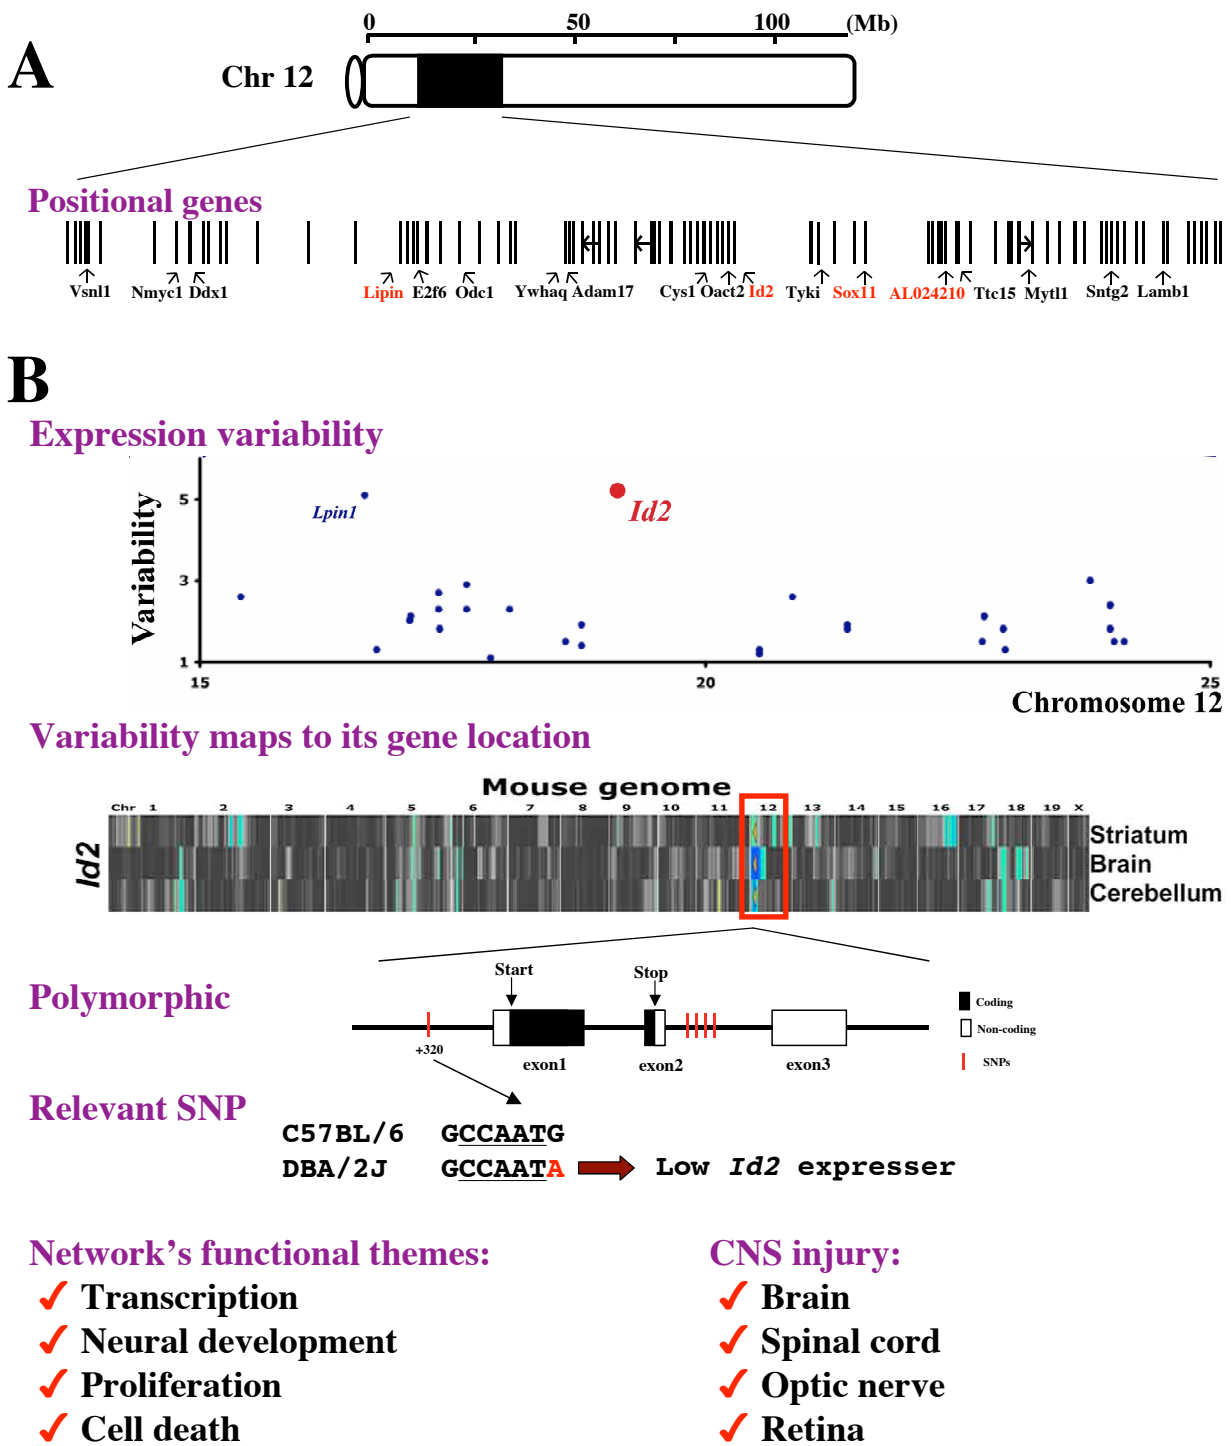 A
0 50 100 (Mb)
Chr 12
Positional genes
Vsnl1 Nmyc1 Ddx1 Lipin E2f6 Odc1 Ywhaq Adam17 Cys1 Oact2 Id2 Tyki Sox11 AL024210 Ttc15 Mytl1 Sntg2 Lamb1
B
Expression variability
Variability
5
Lpin1
Id2
3
1
15 20 25
Chromosome 12
Variability maps to its gene location
Mouse genome
Chr 1 2 3 4 5 6 7 8 9 10 11 12 13 14 15 16 17 18 19 X
Id2
Striatum
Brain
Cerebellum
Start Stop
Polymorphic
Coding
Non-coding
SNPs
+320
exon1 exon2 exon3
Relevant SNP
C57BL/6 GCCAATG
DBA/2J GCCAATA Low Id2 expresser
Network's functional themes:
✓ Transcription
✓ Neural development
✓ Proliferation
✓ Cell death
CNS injury:
✓ Brain
✓ Spinal cord
✓ Optic nerve
✓ Retina